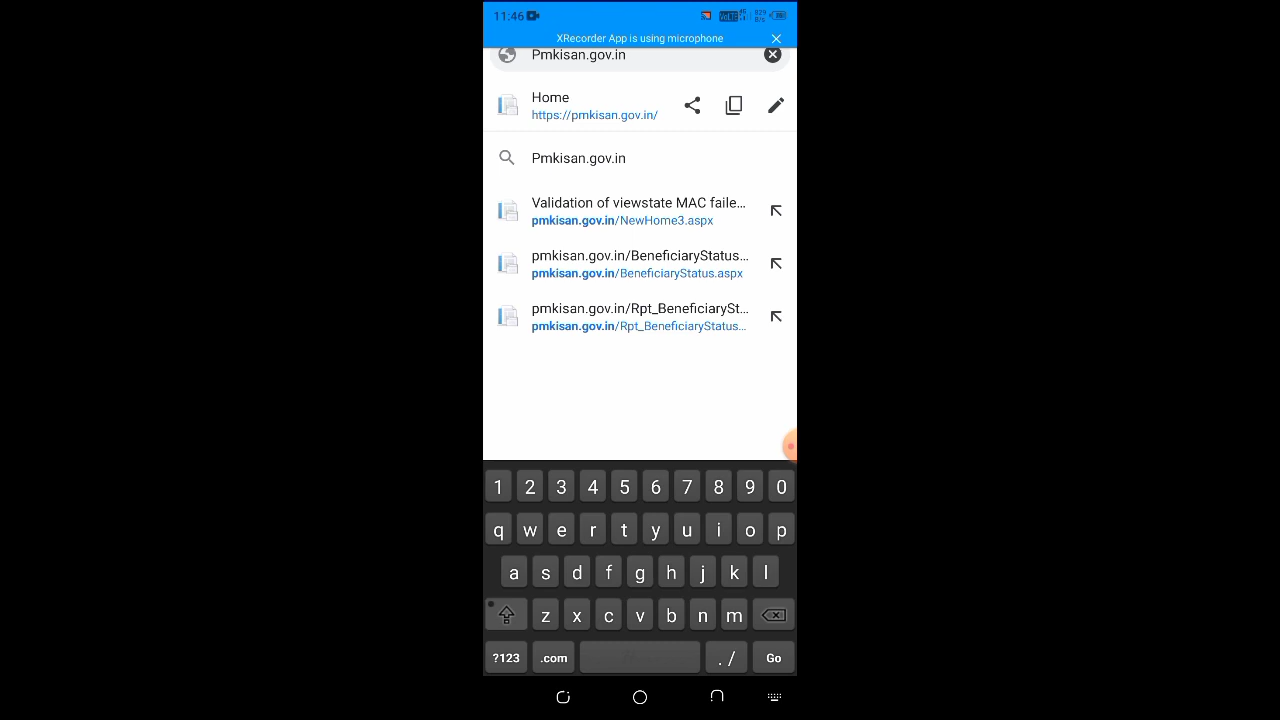 11:46
VoLTE 4G 829 B/s
XRecorder App is using microphone
Pmkisan.gov.in
Home
https://pmkisan.gov.in/
Pmkisan.gov.in
Validation of viewstate MAC faile...
pmkisan.gov.in/NewHome3.aspx
pmkisan.gov.in/BeneficiaryStatus...
pmkisan.gov.in/BeneficiaryStatus.aspx
pmkisan.gov.in/Rpt_BeneficiarySt...
pmkisan.gov.in/Rpt_BeneficiaryStatus...
1 2 3 4 5 6 7 8 9 0
q w e r t y u i o p
a s d f g h j k l
z x c v b n m
?123 .com . / Go